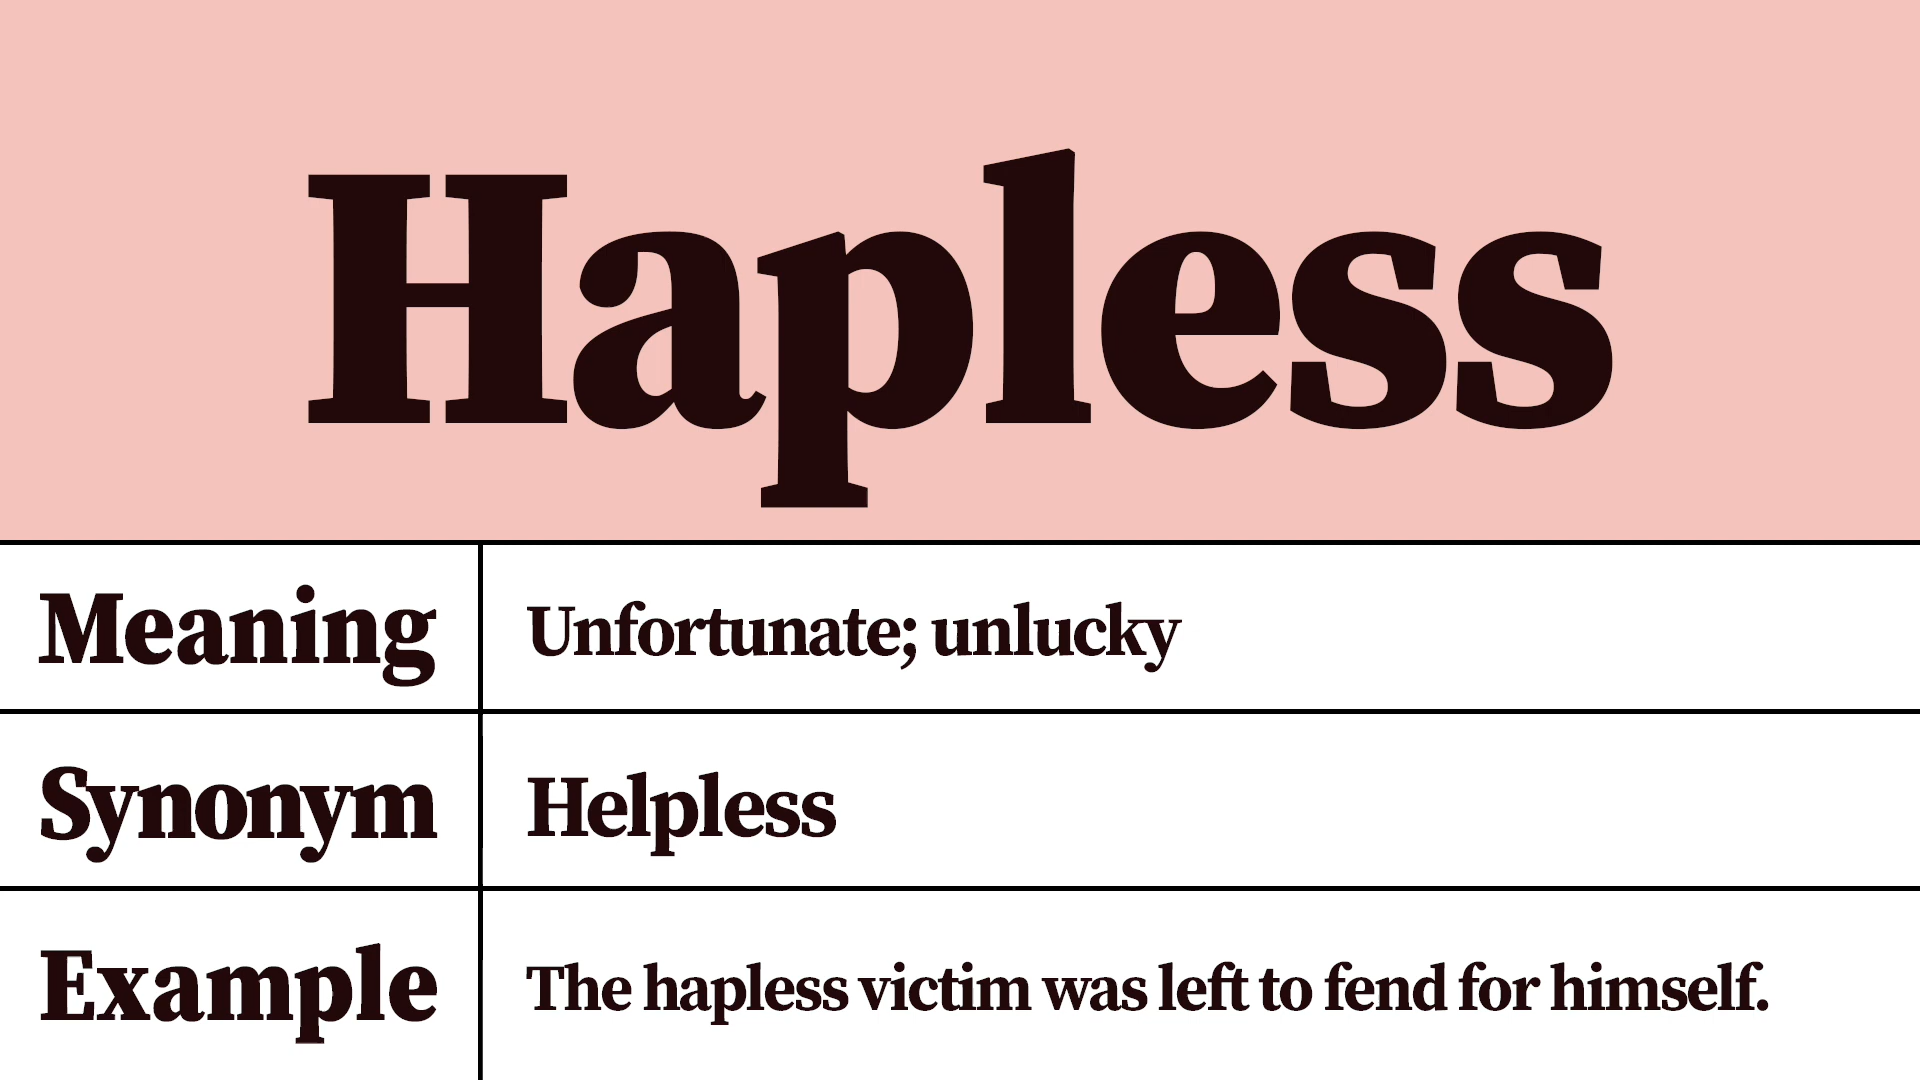 Hapless
Meaning
Unfortunate; unlucky
Synonym
Helpless
Example
The hapless victim was left to fend for himself.